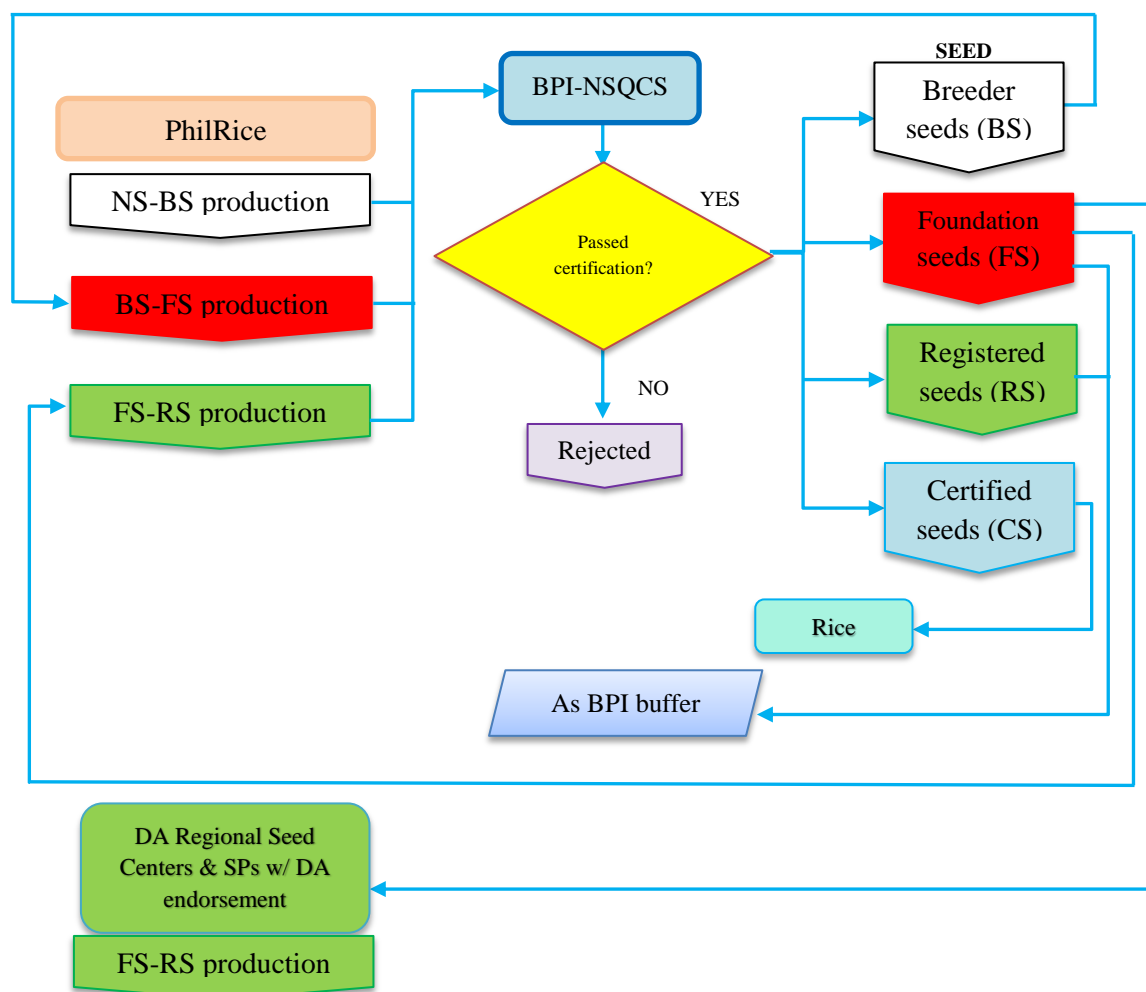 SEED
BPI-NSQCS
Breeder
seeds (BS)
PhilRice
NS-BS production
YES
Passed
certification?
Foundation
seeds (FS)
BS-FS production
Registered
seeds (RS)
NO
FS-RS production
Rejected
Certified
seeds (CS)
Rice
As BPI buffer
DA Regional Seed
Centers & SPs w/ DA
endorsement
FS-RS production